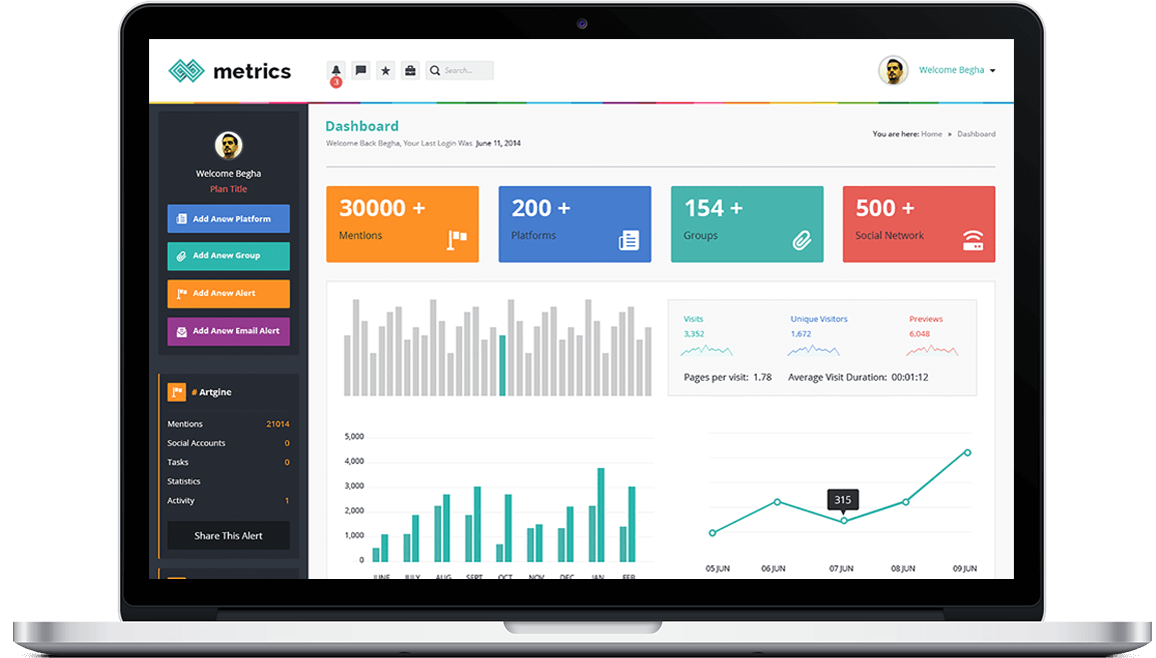 metrics
3
Search...
Welcome Begha
Welcome Begha
Plan Title
Add Anew Platform
Add Anew Group
Add Anew Alert
Add Anew Email Alert
# Artgine
Mentions 21014
Social Accounts 0
Tasks 0
Statistics
Activity 1
Share This Alert
Dashboard
Welcome Back Begha, Your Last Login Was June 11, 2014
You are here: Home » Dashboard
30000 +
Mentions
200 +
Platforms
154 +
Groups
500 +
Social Network
Visits
3,352
Unique Visitors
1,672
Previews
6,048
Pages per visit: 1.78 Average Visit Duration: 00:01:12
5,000
4,000
3,000
2,000
1,000
0
JUNE JULY AUG SEPT OCT NOV DEC JAN FEB
315
05 JUN 06 JUN 07 JUN 08 JUN 09 JUN